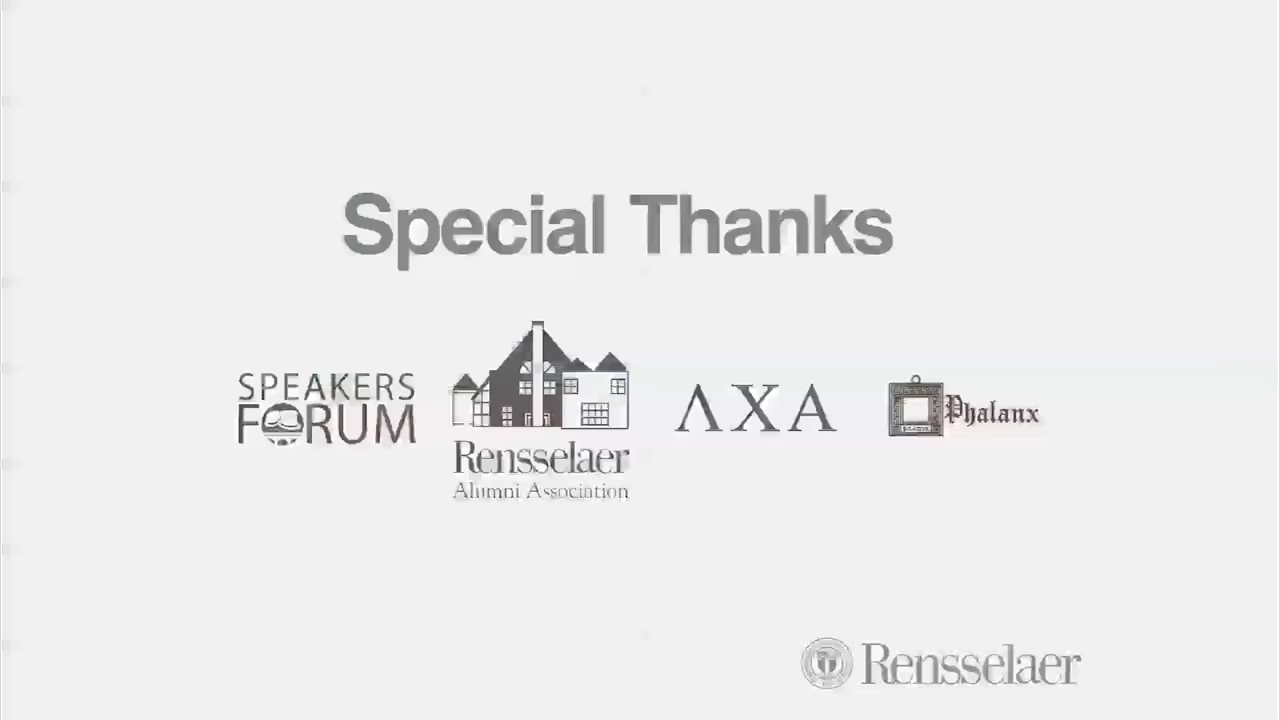 Special Thanks
SPEAKERS
FORUM
Rensselaer
Alumni Association
ΛΧΑ
Phalanx
Rensselaer